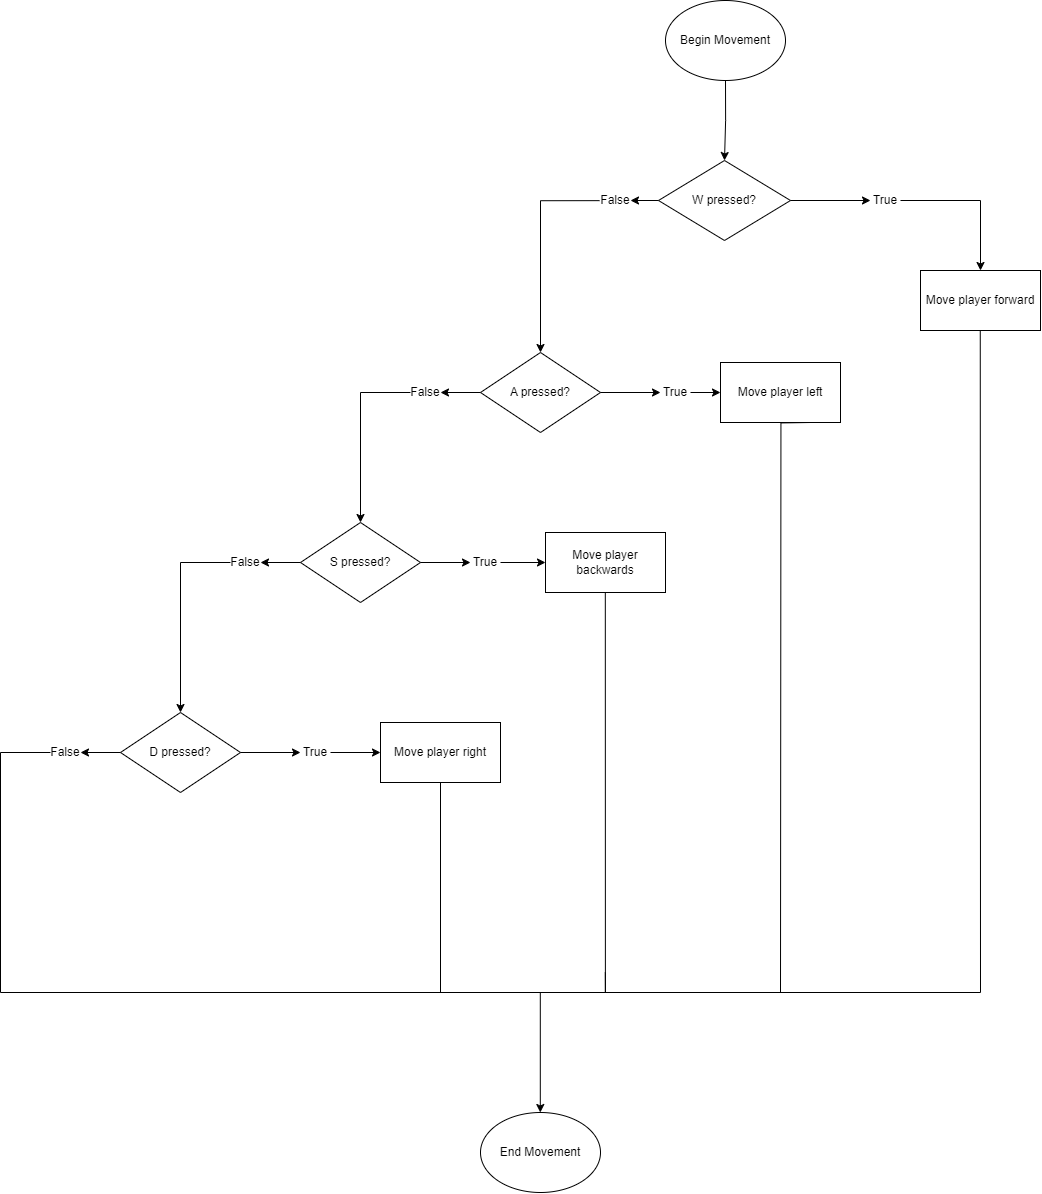 Begin Movement
False
W pressed?
True
Move player forward
False
A pressed?
True
Move player left
False
S pressed?
True
Move player
backwards
False
D pressed?
True
Move player right
End Movement